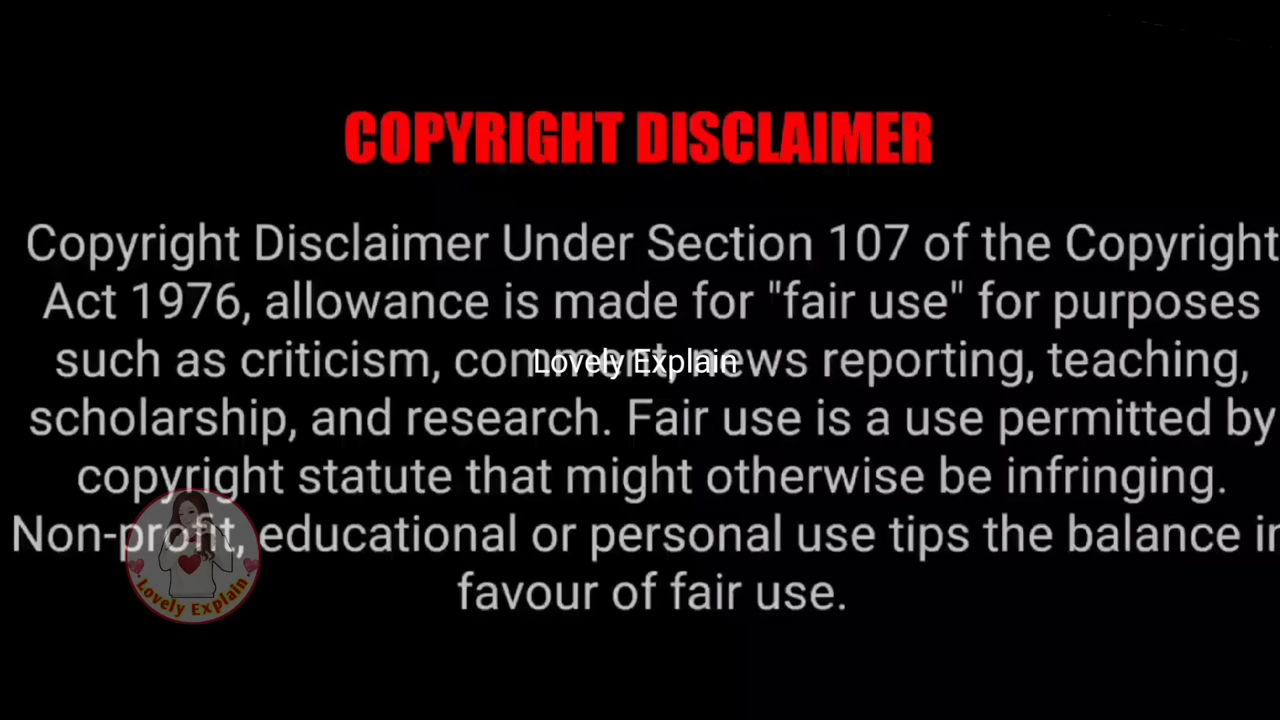 COPYRIGHT DISCLAIMER
Copyright Disclaimer Under Section 107 of the Copyright
Act 1976, allowance is made for "fair use" for purposes
such as criticism, comment, news reporting, teaching,
Lovely Explain
scholarship, and research. Fair use is a use permitted by
copyright statute that might otherwise be infringing.
Non-profit, educational or personal use tips the balance in
favour of fair use.
Lovely Explain